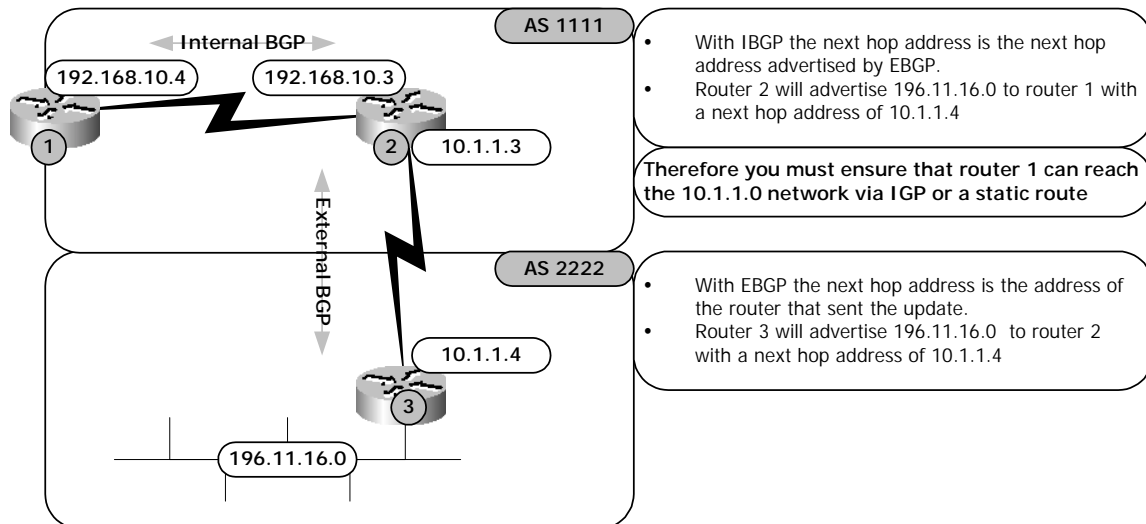 AS 1111
Internal BGP
192.168.10.4
192.168.10.3
1
2
10.1.1.3
External BGP
AS 2222
10.1.1.4
3
196.11.16.0
• With IBGP the next hop address is the next hop
address advertised by EBGP.
• Router 2 will advertise 196.11.16.0 to router 1 with
a next hop address of 10.1.1.4
Therefore you must ensure that router 1 can reach
the 10.1.1.0 network via IGP or a static route
• With EBGP the next hop address is the address of
the router that sent the update.
• Router 3 will advertise 196.11.16.0 to router 2
with a next hop address of 10.1.1.4